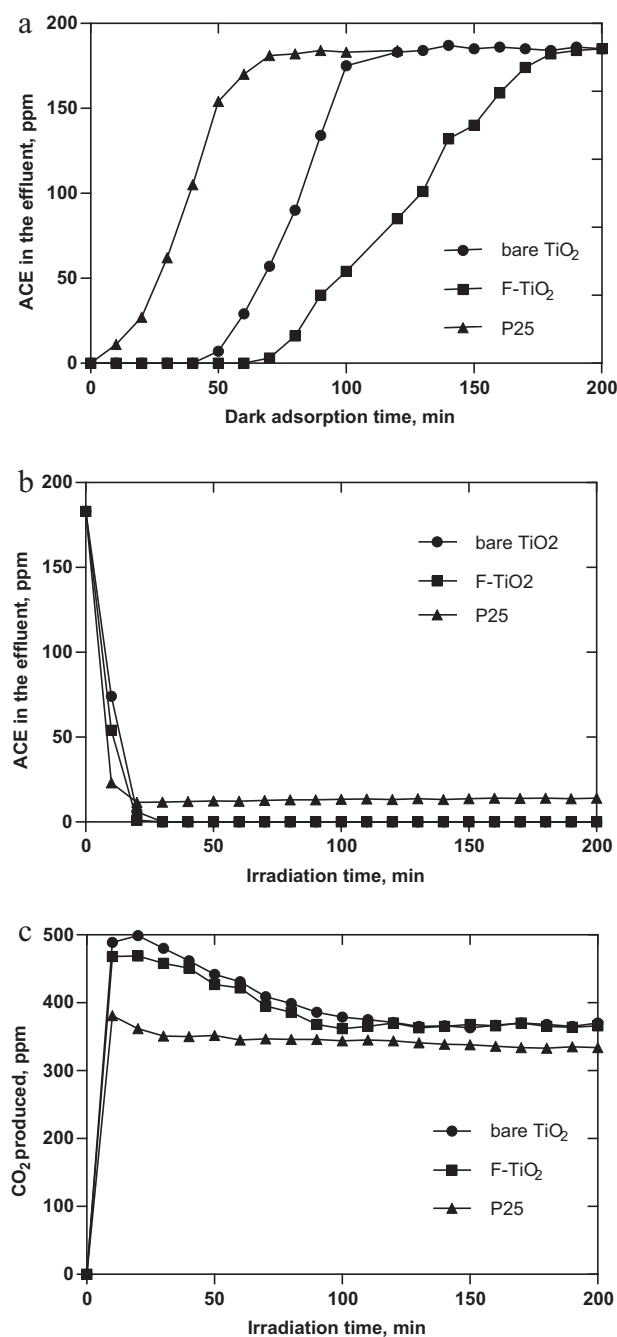 a
200
150
100
50
0
ACE in the effluent, ppm
bare TiO₂
F-TiO₂
P25
0 50 100 150 200
Dark adsorption time, min
b
200
150
100
50
0
ACE in the effluent, ppm
bare TiO2
F-TiO2
P25
0 50 100 150 200
Irradiation time, min
c
500
400
300
200
100
0
CO₂ produced, ppm
bare TiO₂
F-TiO₂
P25
0 50 100 150 200
Irradiation time, min